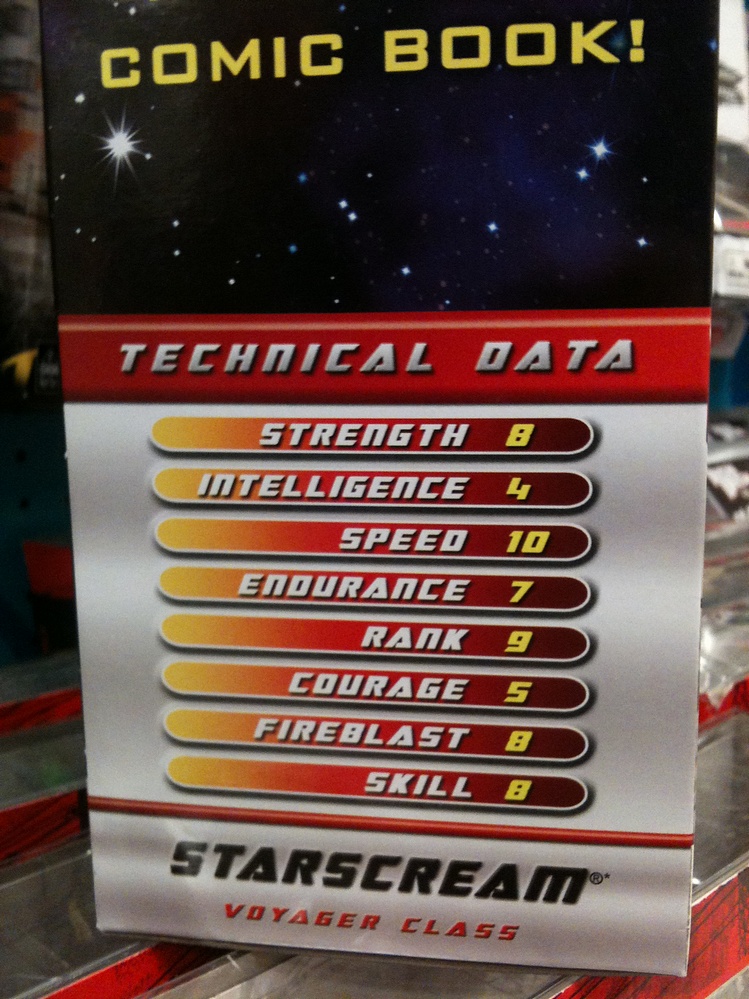 COMIC BOOK!
TECHNICAL DATA
STRENGTH 8
INTELLIGENCE 4
SPEED 10
ENDURANCE 7
RANK 9
COURAGE 5
FIREBLAST 8
SKILL 8
STARSCREAM®*
VOYAGER CLASS